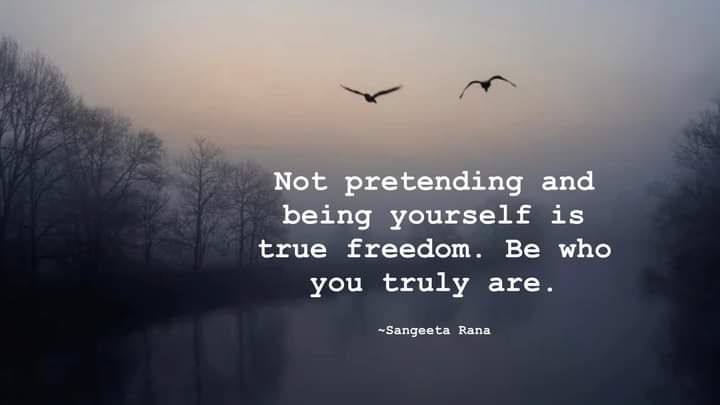 Not pretending and
being yourself is
true freedom. Be who
you truly are.
~Sangeeta Rana